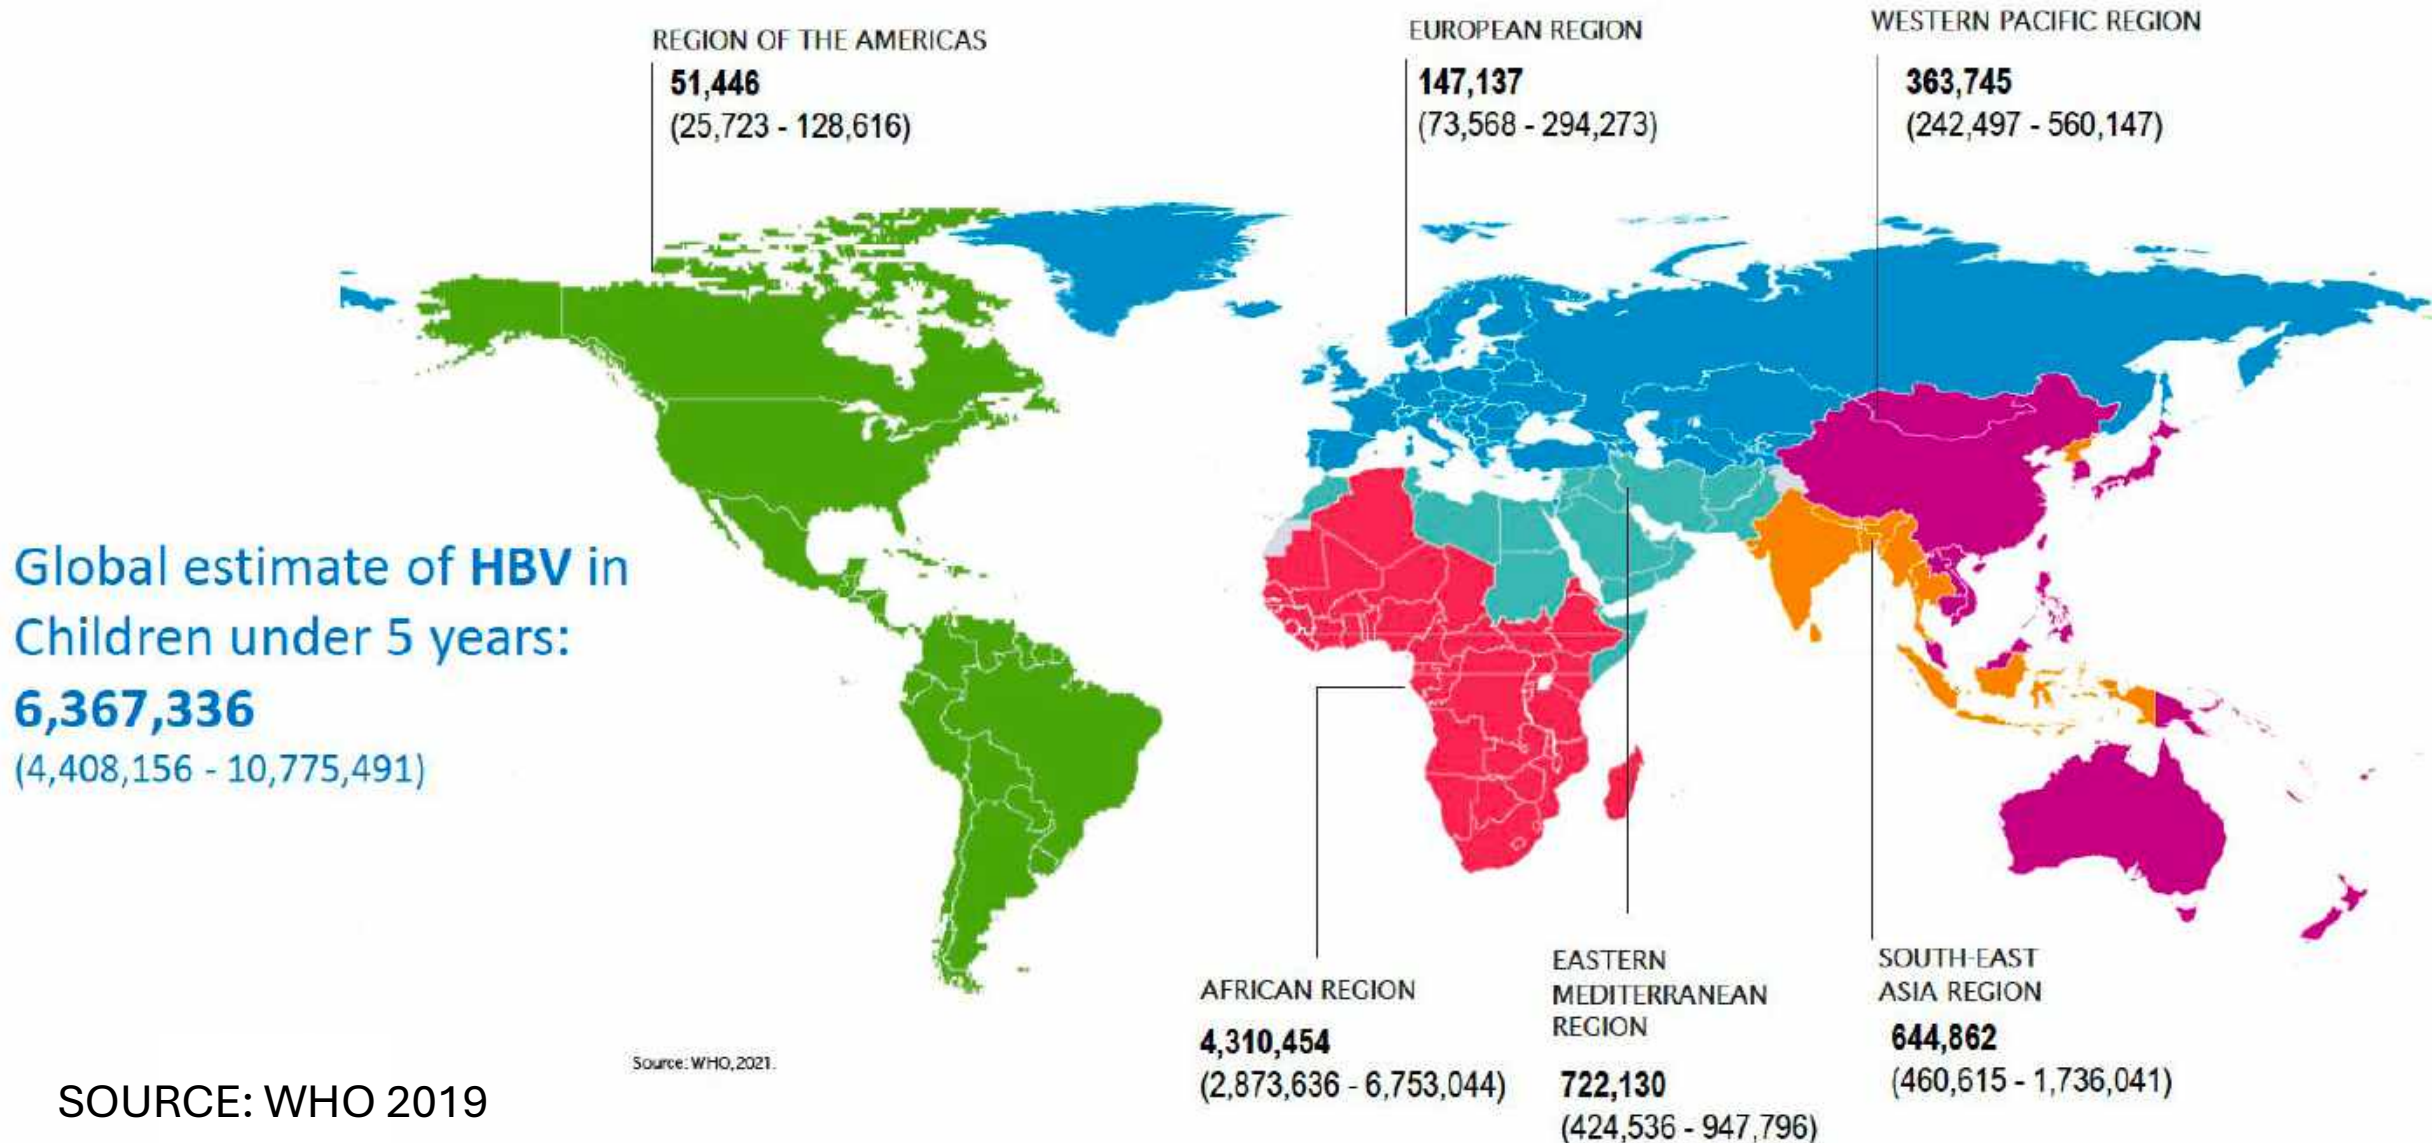 REGION OF THE AMERICAS
51,446
(25,723 - 128,616)
EUROPEAN REGION
147,137
(73,568 - 294,273)
WESTERN PACIFIC REGION
363,745
(242,497 - 560,147)
Global estimate of HBV in
Children under 5 years:
6,367,336
(4,408,156 - 10,775,491)
AFRICAN REGION
4,310,454
(2,873,636 - 6,753,044)
EASTERN
MEDITERRANEAN
REGION
722,130
(424,536 - 947,796)
SOUTH-EAST
ASIA REGION
644,862
(460,615 - 1,736,041)
Source: WHO, 2021.
SOURCE: WHO 2019